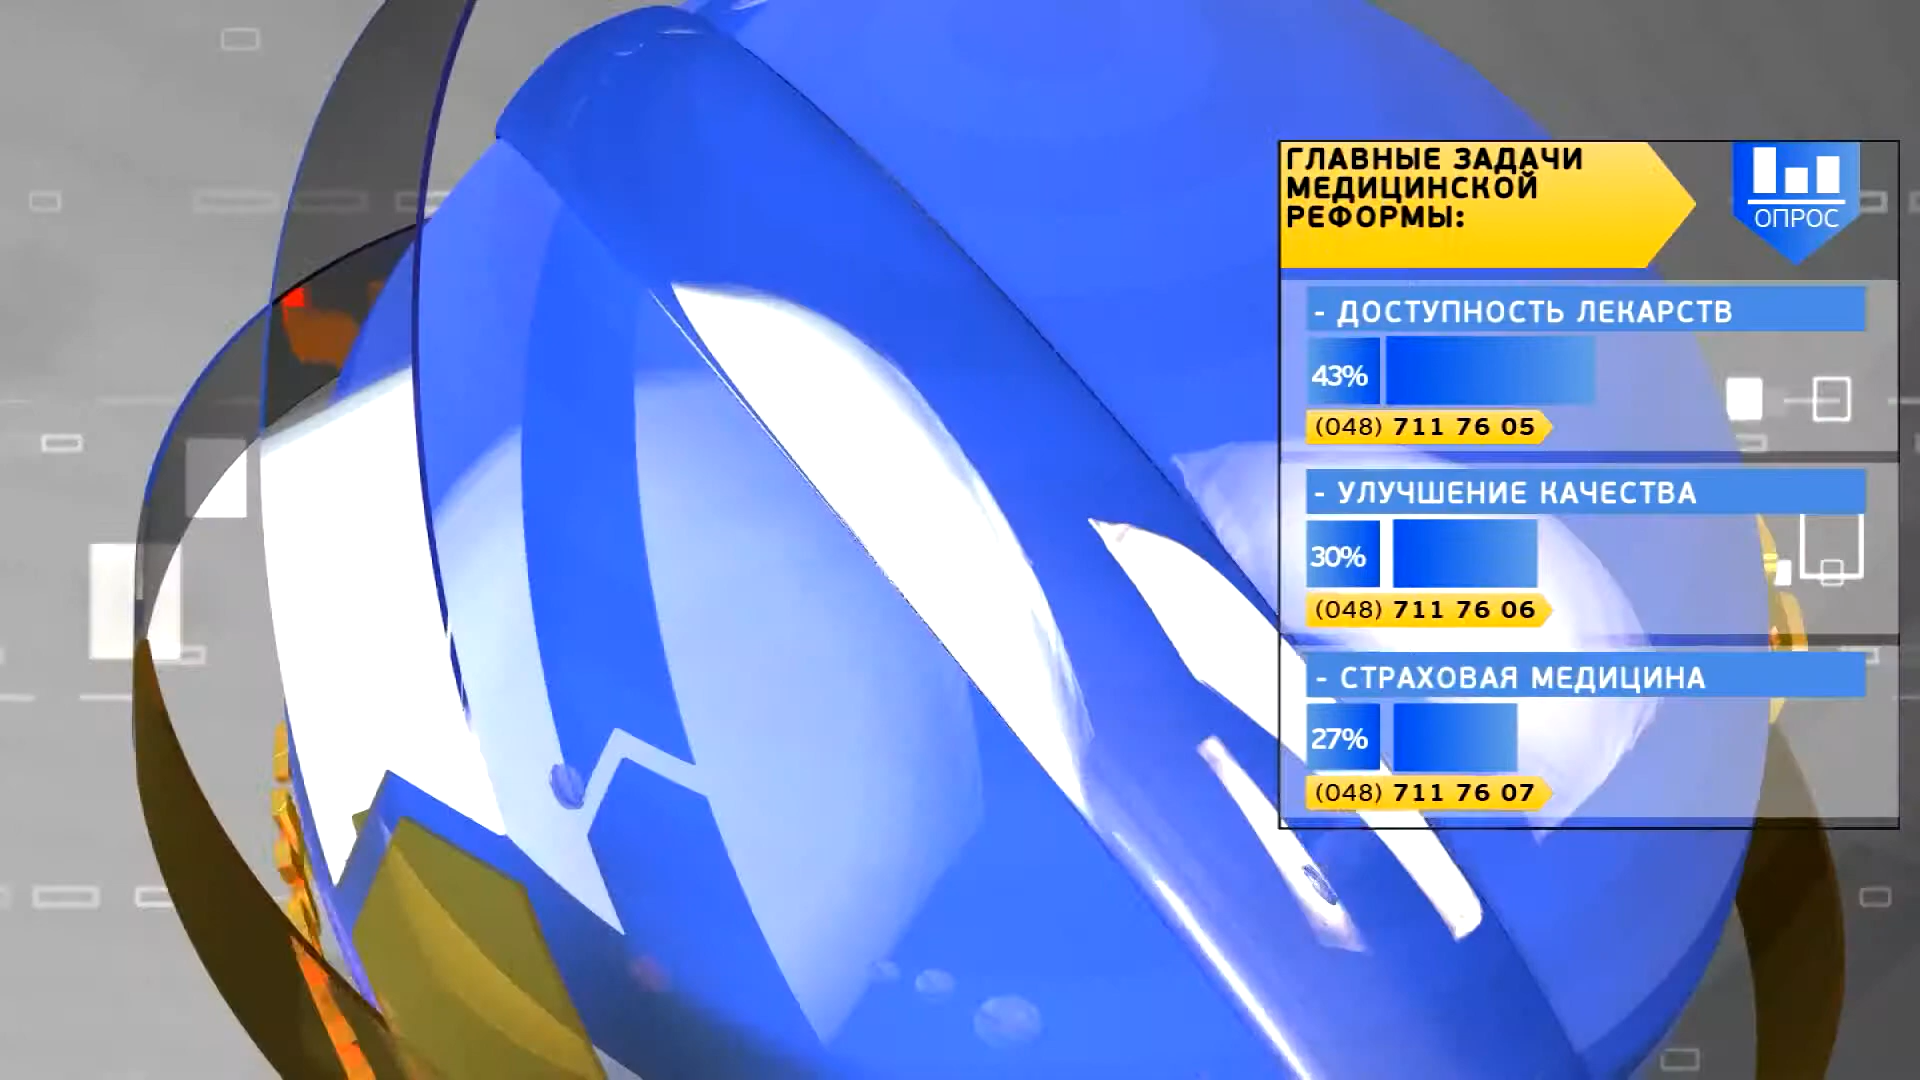 ГЛАВНЫЕ ЗАДАЧИ
МЕДИЦИНСКОЙ
РЕФОРМЫ:
ОПРОС
- ДОСТУПНОСТЬ ЛЕКАРСТВ
43%
(048) 711 76 05
- УЛУЧШЕНИЕ КАЧЕСТВА
30%
(048) 711 76 06
- СТРАХОВАЯ МЕДИЦИНА
27%
(048) 711 76 07